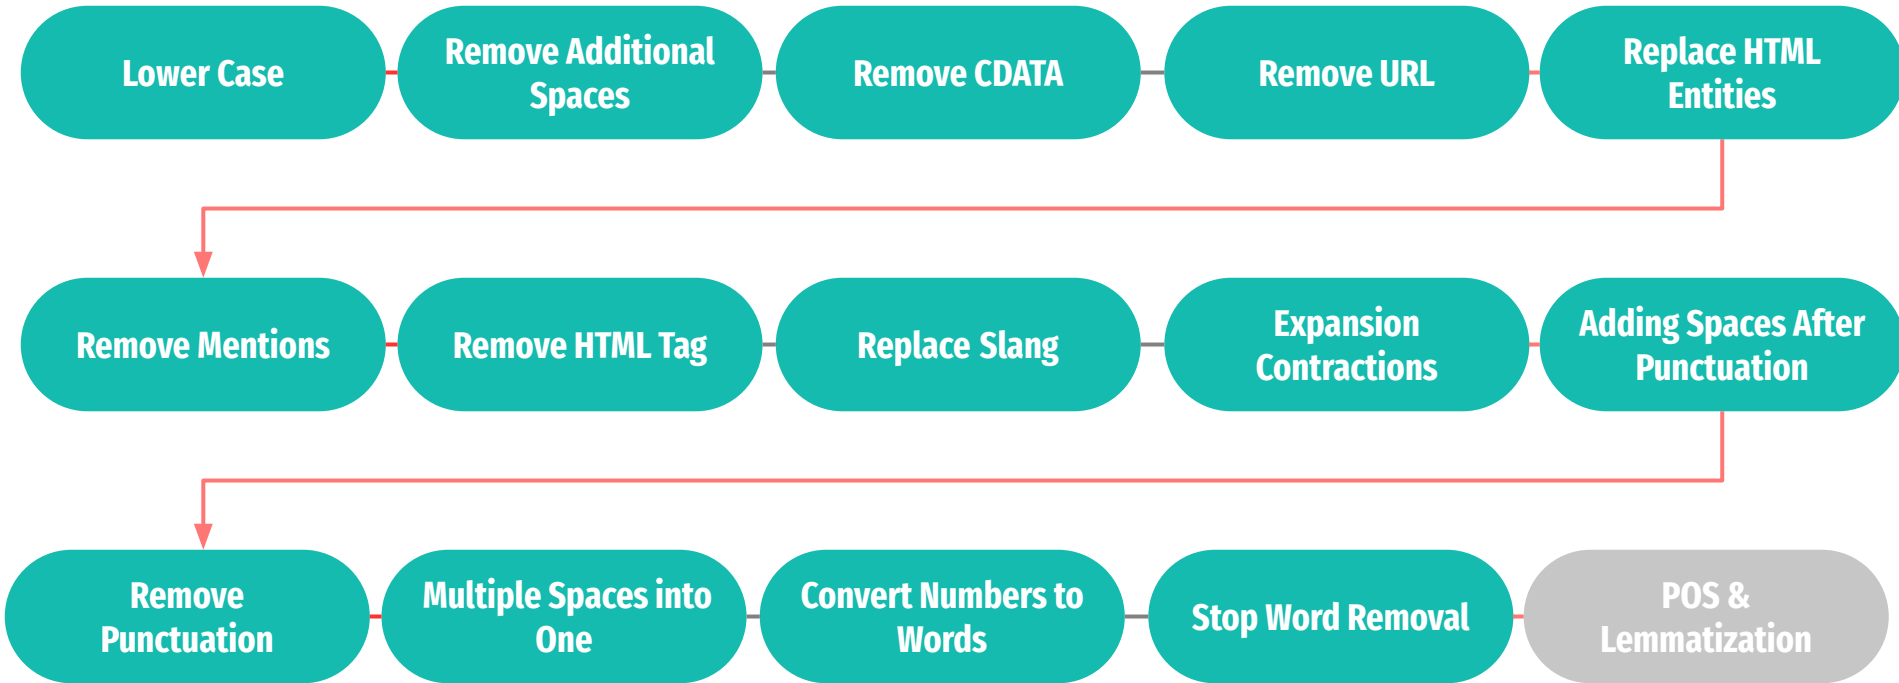 Lower Case
Remove Additional
Spaces
Remove CDATA
Remove URL
Replace HTML
Entities
Remove Mentions
Remove HTML Tag
Replace Slang
Expansion
Contractions
Adding Spaces After
Punctuation
Remove
Punctuation
Multiple Spaces into
One
Convert Numbers to
Words
Stop Word Removal
POS &
Lemmatization